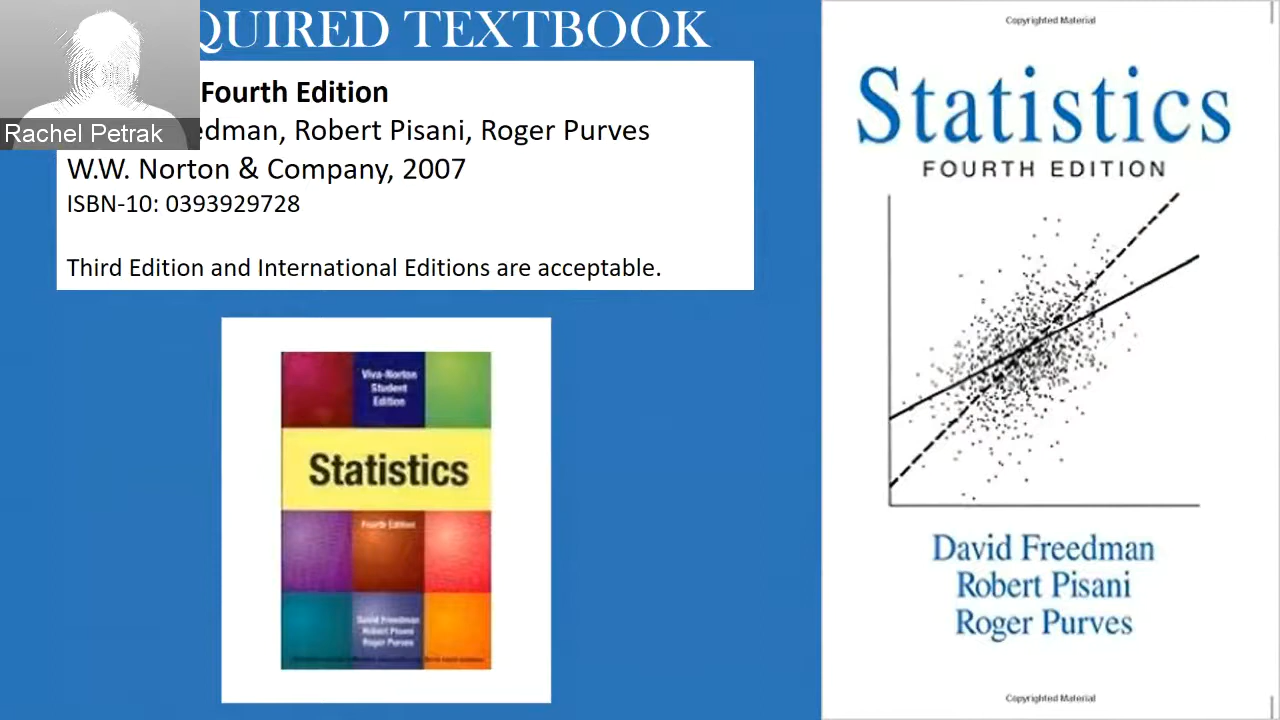 QUIRED TEXTBOOK
Fourth Edition
edman, Robert Pisani, Roger Purves
W.W. Norton & Company, 2007
ISBN-10: 0393929728
Third Edition and International Editions are acceptable.
Rachel Petrak
Viva-Norton
Student
Edition
Statistics
Fourth Edition
David Freedman
Robert Pisani
Roger Purves
Copyrighted Material
Statistics
FOURTH EDITION
David Freedman
Robert Pisani
Roger Purves
Copyrighted Material